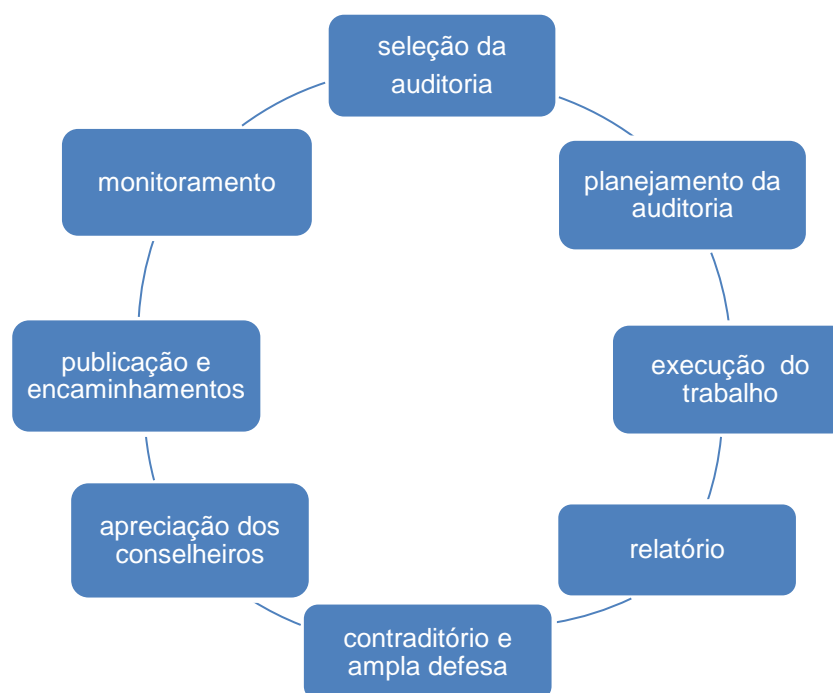 seleção da
auditoria
planejamento da
auditoria
execução do
trabalho
relatório
contraditório e
ampla defesa
apreciação dos
conselheiros
publicação e
encaminhamentos
monitoramento